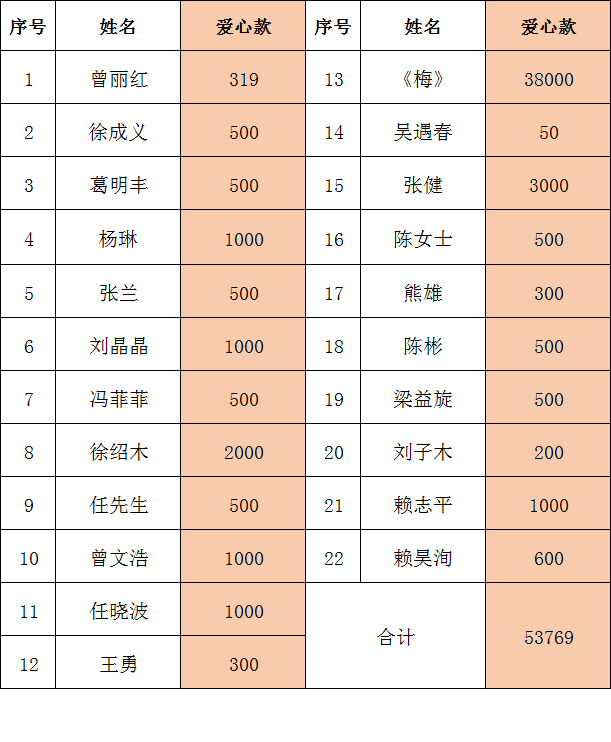 序号 姓名 爱心款 序号 姓名 爱心款
1 曾丽红 319 13 《梅》 38000
2 徐成义 500 14 吴遇春 50
3 葛明丰 500 15 张健 3000
4 杨琳 1000 16 陈女士 500
5 张兰 500 17 熊雄 300
6 刘晶晶 1000 18 陈彬 500
7 冯菲菲 500 19 梁益旋 500
8 徐绍木 2000 20 刘子木 200
9 任先生 500 21 赖志平 1000
10 曾文浩 1000 22 赖昊洵 600
11 任晓波 1000
合计 53769
12 王勇 300